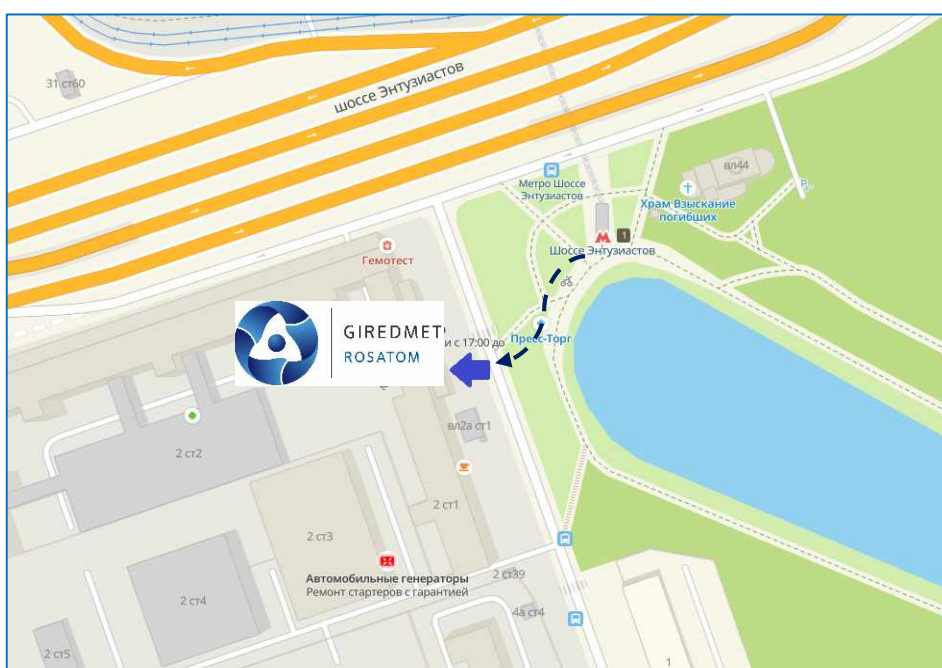 31 ст60
шоссе Энтузиастов
вл44
Метро Шоссе
Энтузиастов
P
Храм Взыскание
погибших
М
1
Шоссе Энтузиастов
Гемотест
GIREDMET
ROSATOM
и с 17:00 до
Пресс-Торг
вл2а ст1
2 ст2
2 ст1
2 ст3
Автомобильные генераторы
Ремонт стартеров с гарантией
2 ст39
2 ст4
4а ст4
2 ст5
1